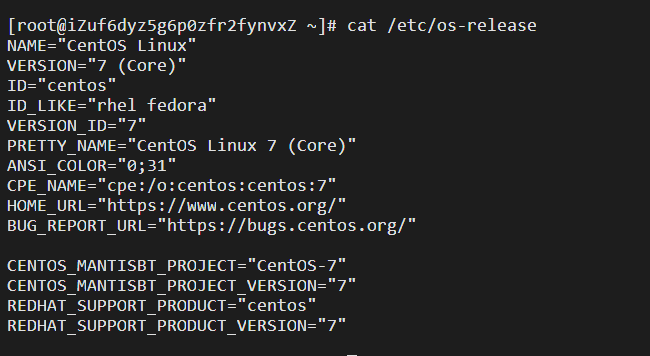 [root@iZuf6dyz5g6p0zfr2fynvxZ ~]# cat /etc/os-release
NAME="CentOS Linux"
VERSION="7 (Core)"
ID="centos"
ID_LIKE="rhel fedora"
VERSION_ID="7"
PRETTY_NAME="CentOS Linux 7 (Core)"
ANSI_COLOR="0;31"
CPE_NAME="cpe:/o:centos:centos:7"
HOME_URL="https://www.centos.org/"
BUG_REPORT_URL="https://bugs.centos.org/"

CENTOS_MANTISBT_PROJECT="CentOS-7"
CENTOS_MANTISBT_PROJECT_VERSION="7"
REDHAT_SUPPORT_PRODUCT="centos"
REDHAT_SUPPORT_PRODUCT_VERSION="7"